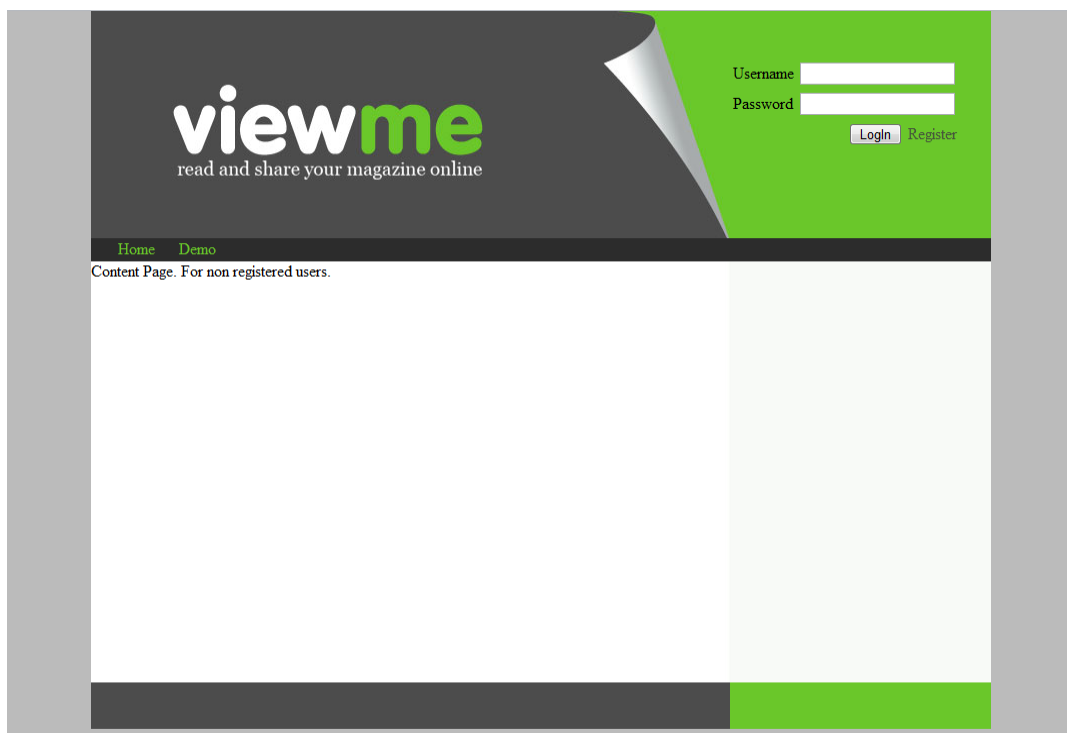 viewme
read and share your magazine online
Username
Password
LogIn Register
Home Demo
Content Page. For non registered users.